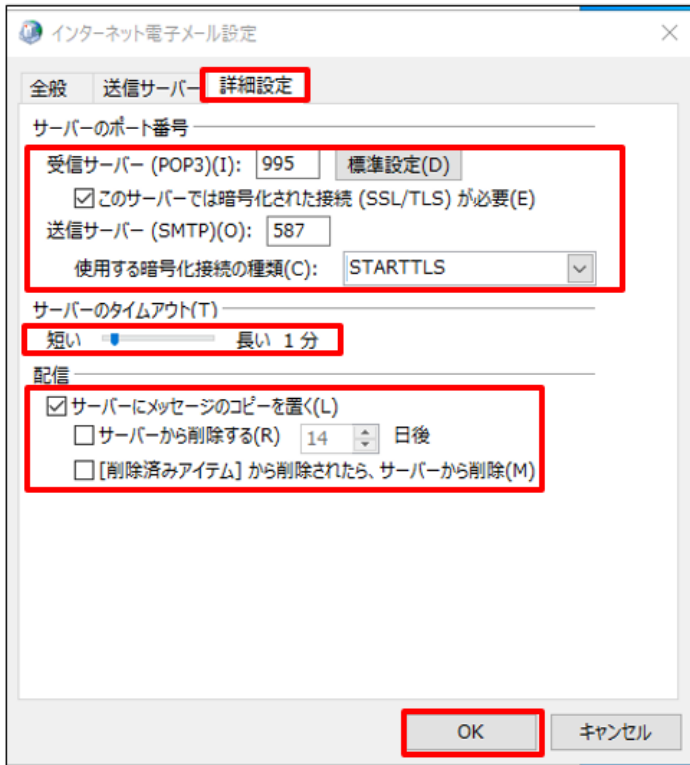 インターネット電子メール設定
全般 送信サーバー 詳細設定
サーバーのポート番号
受信サーバー (POP3)(I): 995 標準設定(D)
このサーバーでは暗号化された接続 (SSL/TLS) が必要(E)
送信サーバー (SMTP)(O): 587
使用する暗号化接続の種類(C): STARTTLS
サーバーのタイムアウト(T)
短い 長い 1 分
配信
サーバーにメッセージのコピーを置く(L)
サーバーから削除する(R) 14 日後
[削除済みアイテム] から削除されたら、サーバーから削除(M)
OK キャンセル